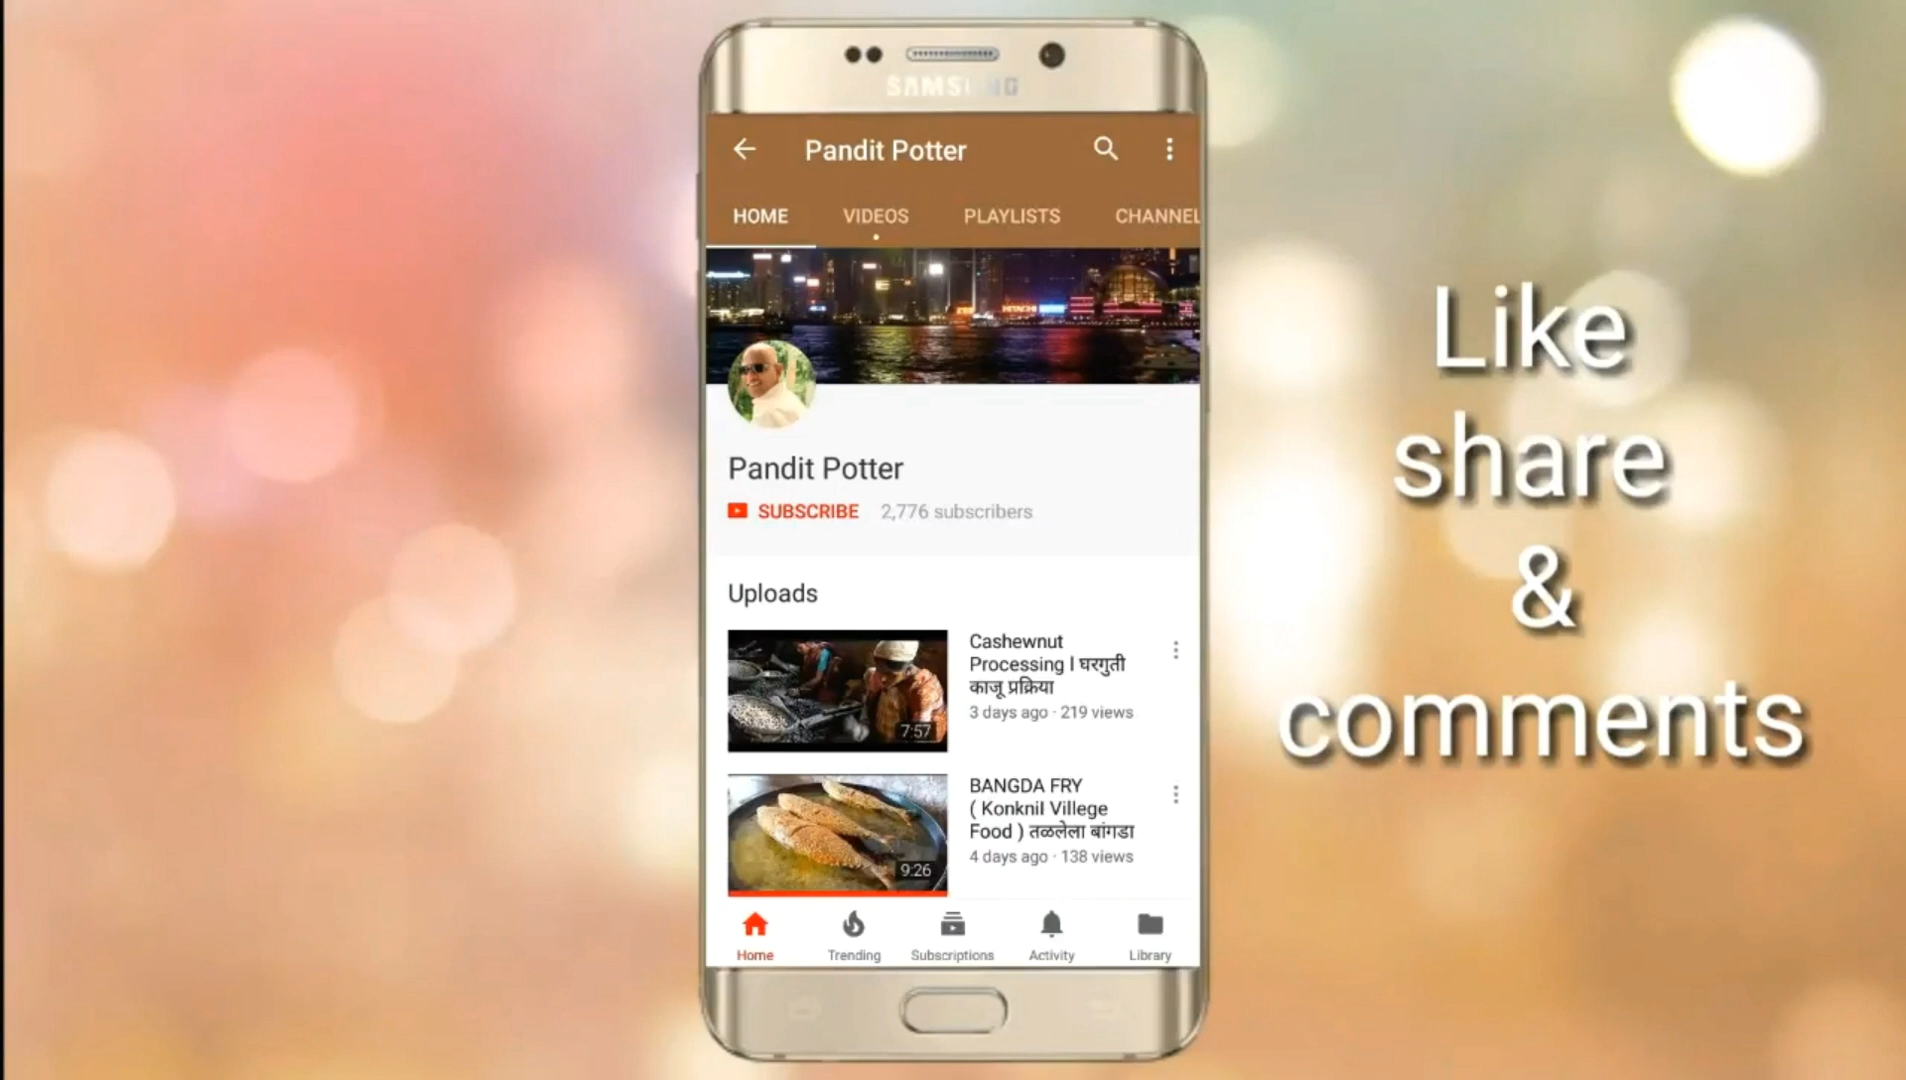 SAMSUNG
Pandit Potter
HOME VIDEOS PLAYLISTS CHANNEL
HITACHI
Pandit Potter
SUBSCRIBE 2,776 subscribers
Uploads
Cashewnut
Processing l घरगुती
काजू प्रक्रिया
3 days ago · 219 views
7:57
BANGDA FRY
( Konknil Villege
Food ) तळलेला बांगडा
4 days ago · 138 views
9:26
Home Trending Subscriptions Activity Library
Like
share
&
comments